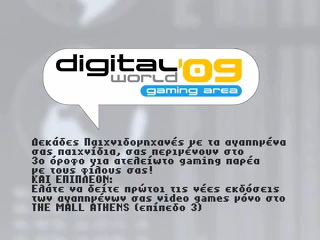 digital '09
world
gaming area
Δεκάδες Παιχνιδομηχανές με τα αγαπημένα
σας παιχνίδια, σας περιμένουν στο
3ο όροφο για ατελείωτο gaming παρέα
με τους φίλους σας!
ΚΑΙ ΕΠΙΠΛΕΟΝ:
Ελάτε να δείτε πρώτοι τις νέες εκδόσεις
των αγαπημένων σας video games μόνο στο
THE MALL ATHENS (επίπεδο 3)